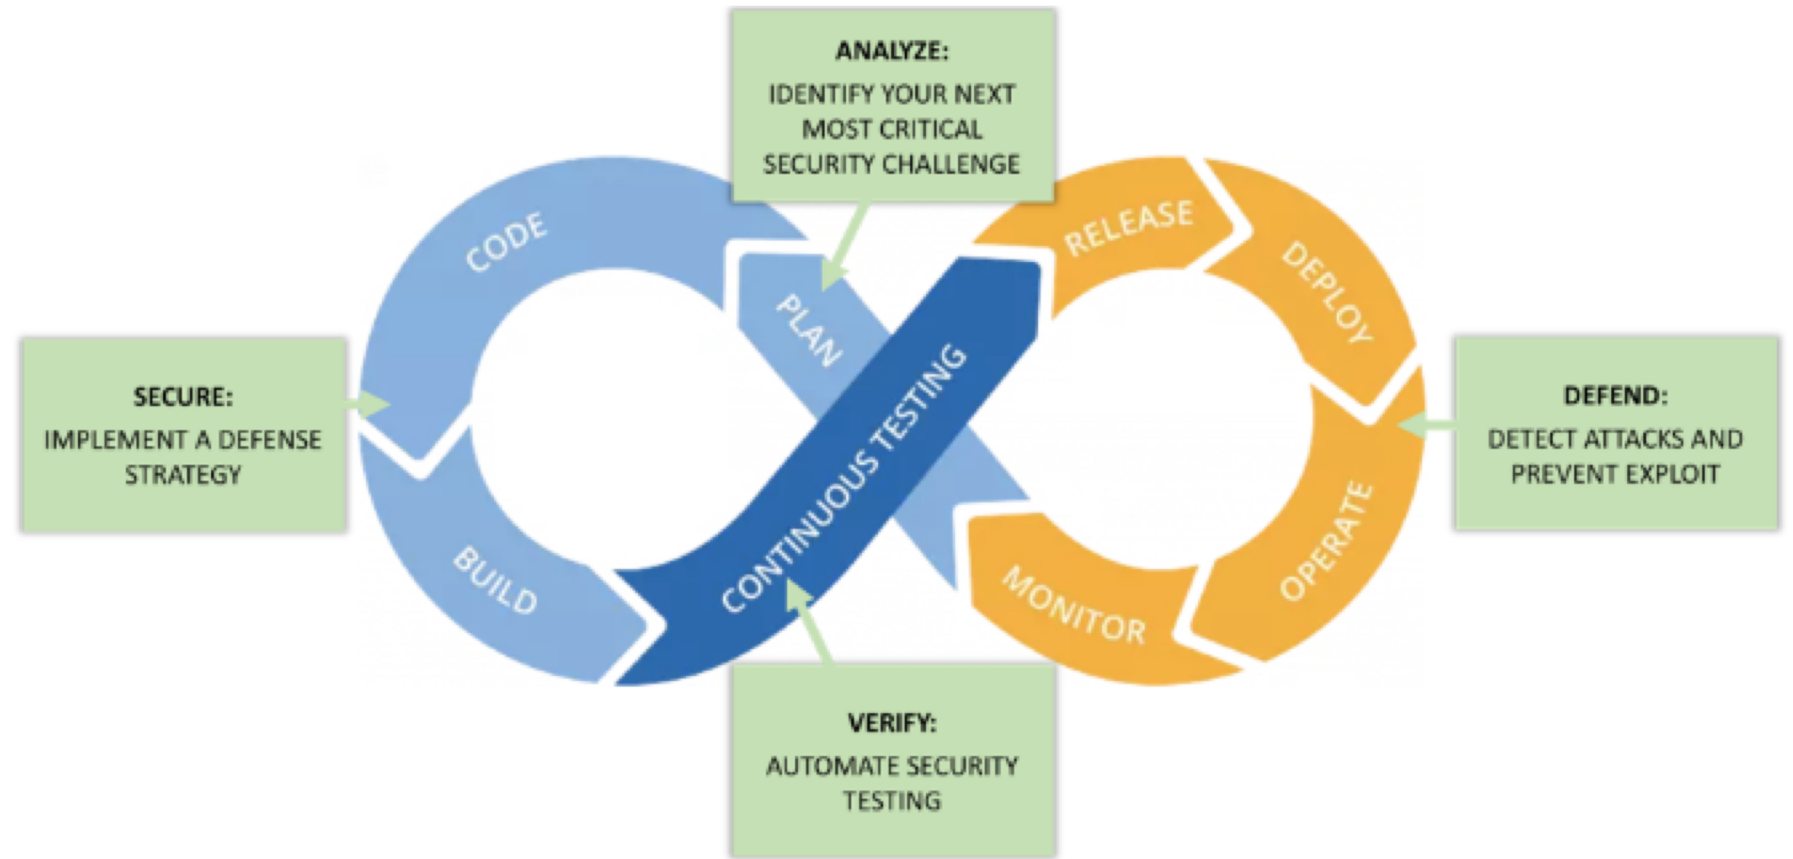 ANALYZE:
IDENTIFY YOUR NEXT
MOST CRITICAL
SECURITY CHALLENGE
CODE
PLAN
RELEASE
DEPLOY
SECURE:
IMPLEMENT A DEFENSE
STRATEGY
CONTINUOUS TESTING
DEFEND:
DETECT ATTACKS AND
PREVENT EXPLOIT
BUILD
MONITOR
OPERATE
VERIFY:
AUTOMATE SECURITY
TESTING